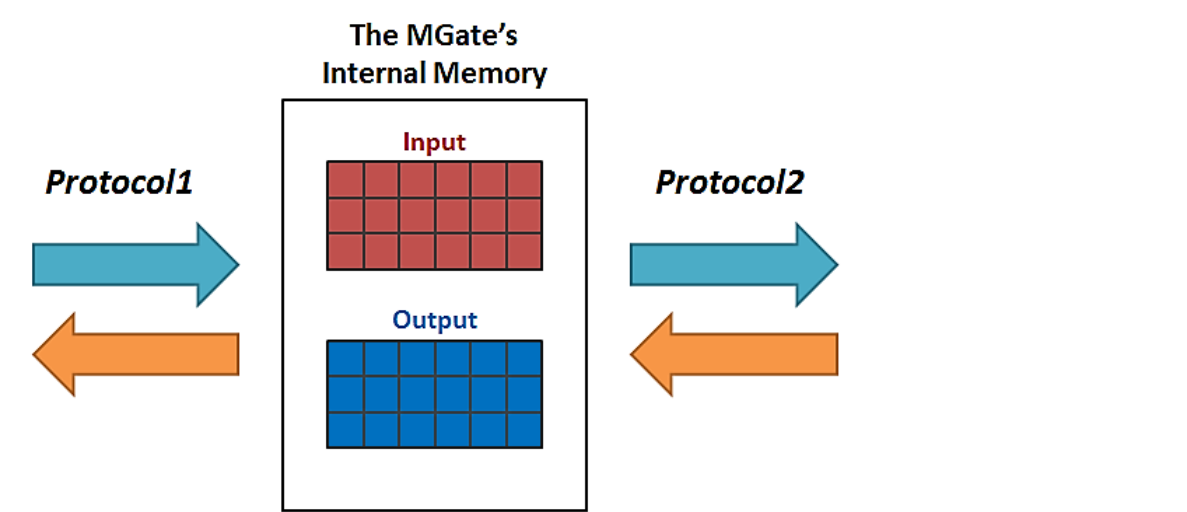 The MGate’s
Internal Memory
Input
Protocol1
Protocol2
Output